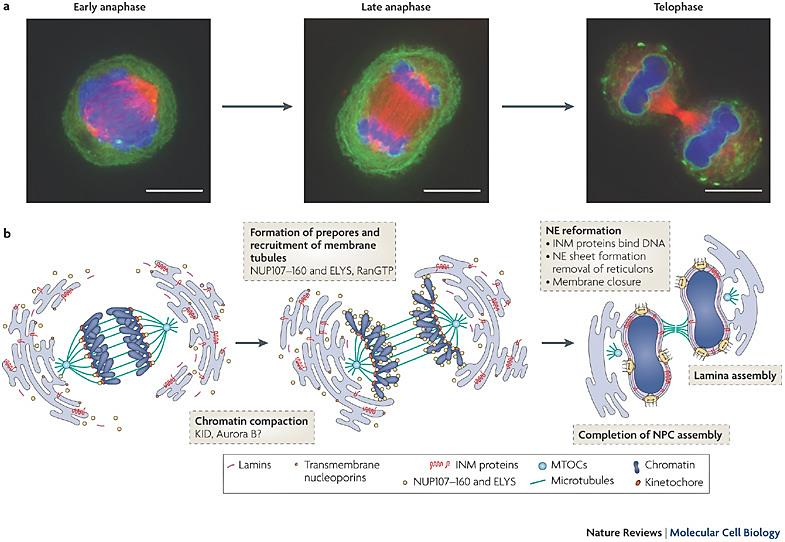 a
Early anaphase
Late anaphase
Telophase
b
Formation of prepores and
recruitment of membrane
tubules
NUP107–160 and ELYS, RanGTP
NE reformation
• INM proteins bind DNA
• NE sheet formation
removal of reticulons
• Membrane closure
Chromatin compaction
KID, Aurora B?
Lamina assembly
Completion of NPC assembly
Lamins
Transmembrane
nucleoporins
INM proteins
NUP107–160 and ELYS
MTOCs
Microtubules
Chromatin
Kinetochore
Nature Reviews | Molecular Cell Biology